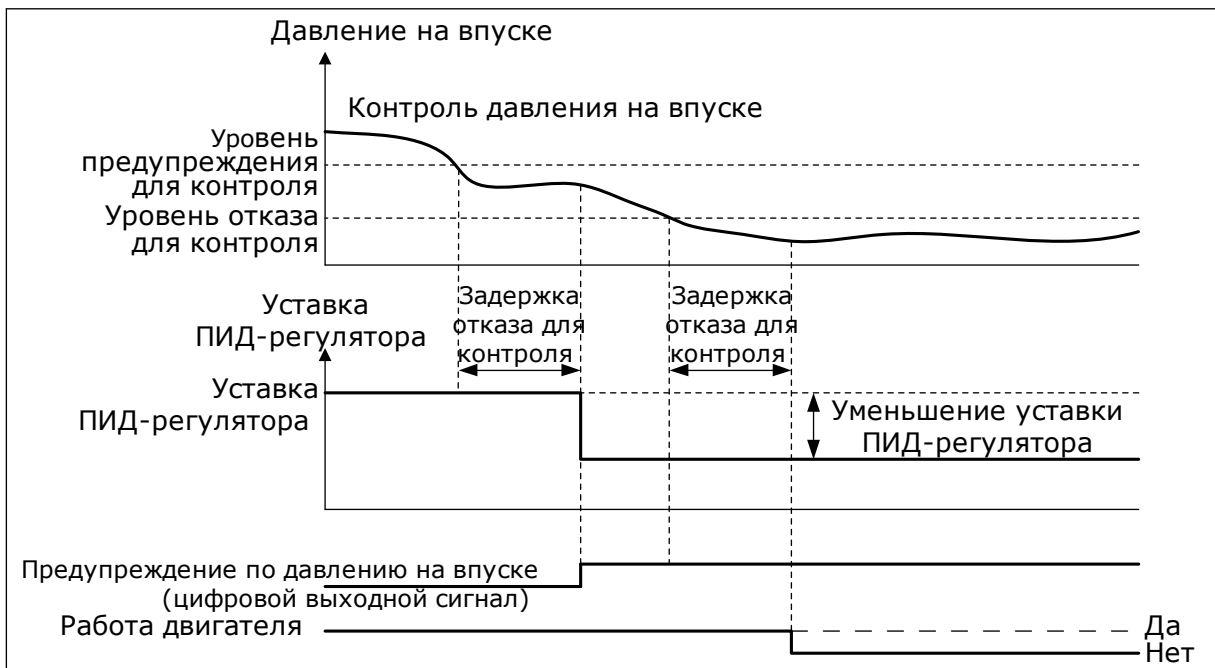 Давление на впуске
Контроль давления на впуске
Уровень
предупреждения
для контроля
Уровень отказа
для контроля
Задержка
отказа для
контроля
Задержка
отказа для
контроля
Уставка
ПИД-регулятора
Уставка
ПИД-регулятора
Уменьшение уставки
ПИД-регулятора
Предупреждение по давлению на впуске
(цифровой выходной сигнал)
Работа двигателя
Да
Нет